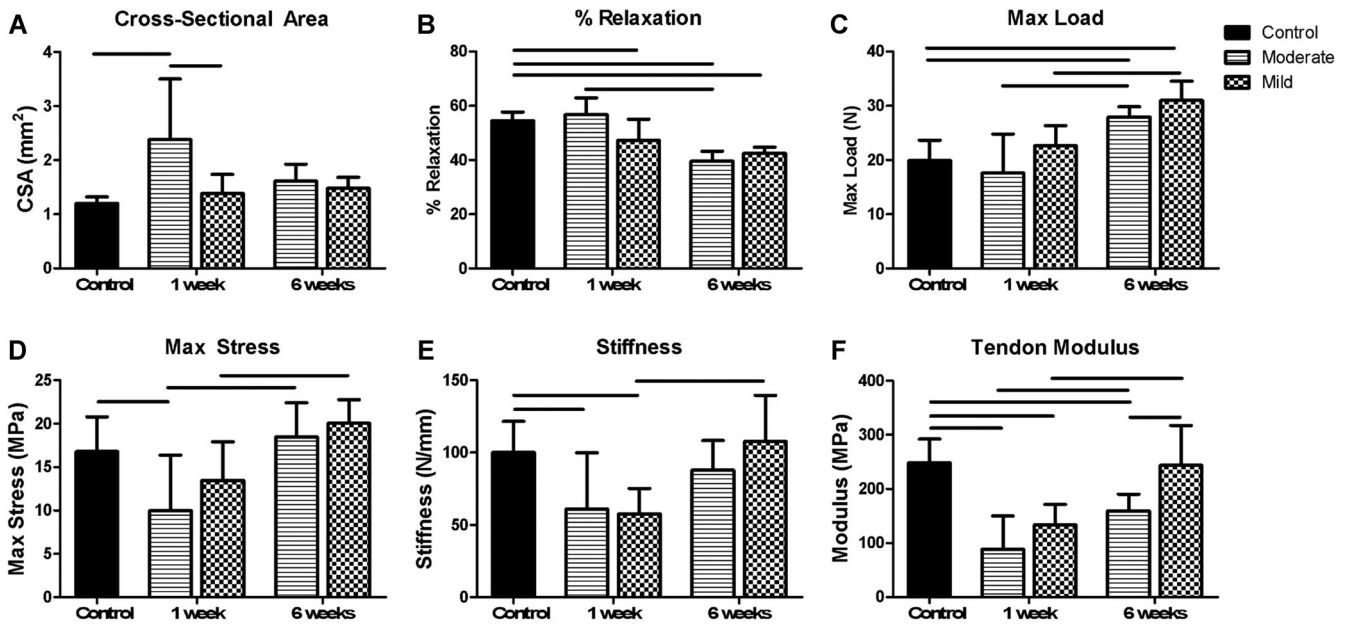 A
Cross-Sectional Area
CSA (mm²)
4
3
2
1
0
Control
1 week
6 weeks
B
% Relaxation
% Relaxation
80
60
40
20
0
Control
1 week
6 weeks
C
Max Load
Max Load (N)
40
30
20
10
0
Control
1 week
6 weeks
Control
Moderate
Mild
D
Max Stress
Max Stress (MPa)
25
20
15
10
5
0
Control
1 week
6 weeks
E
Stiffness
Stiffness (N/mm)
150
100
50
0
Control
1 week
6 weeks
F
Tendon Modulus
Modulus (MPa)
400
300
200
100
0
Control
1 week
6 weeks